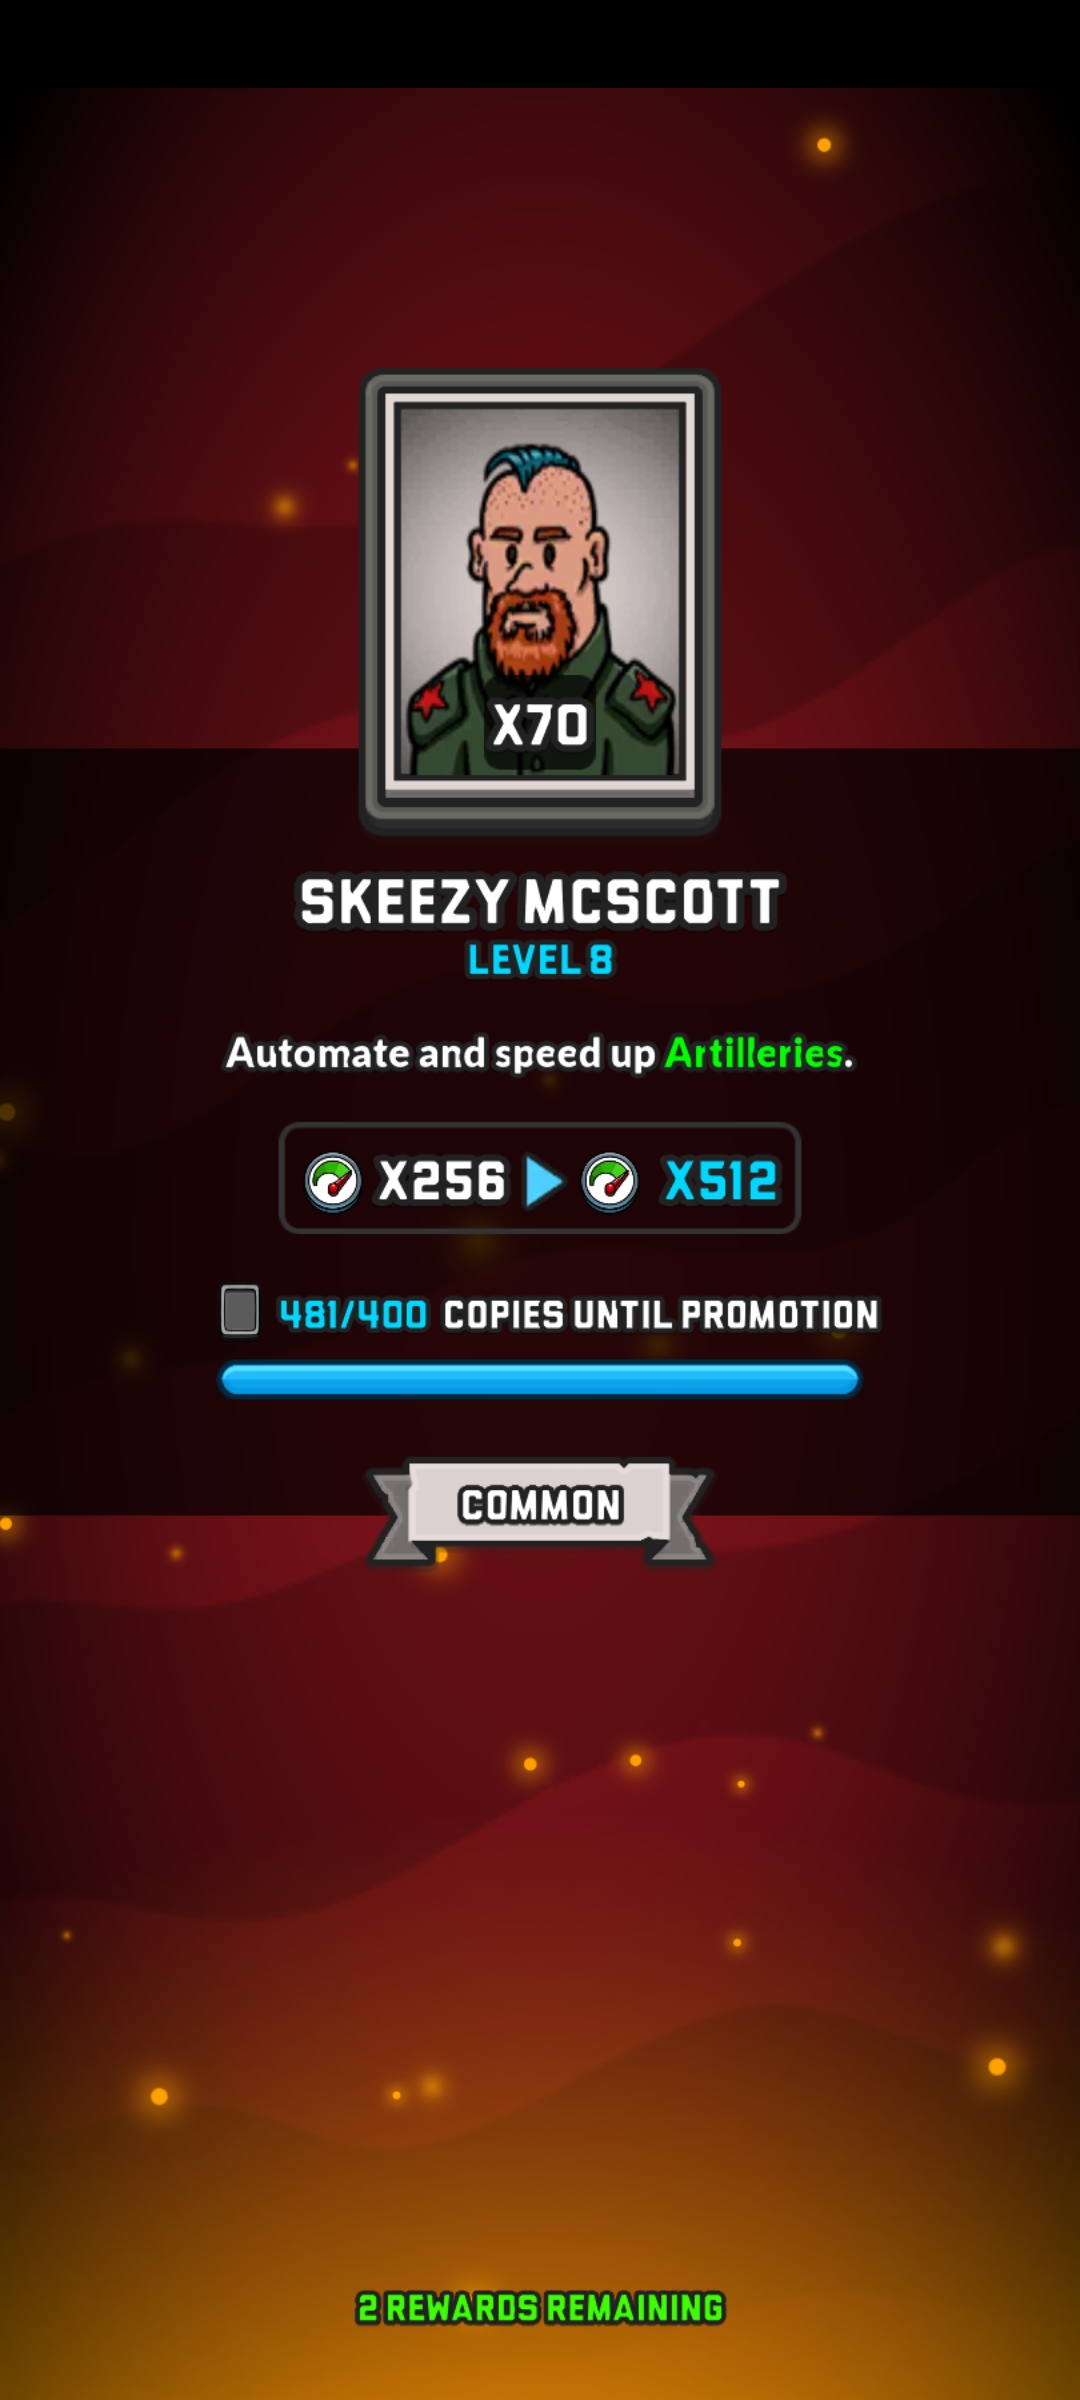 X70
SKEEZY MCSCOTT
LEVEL 8
Automate and speed up Artilleries.
X256 X512
481/400 COPIES UNTIL PROMOTION
COMMON
2 REWARDS REMAINING